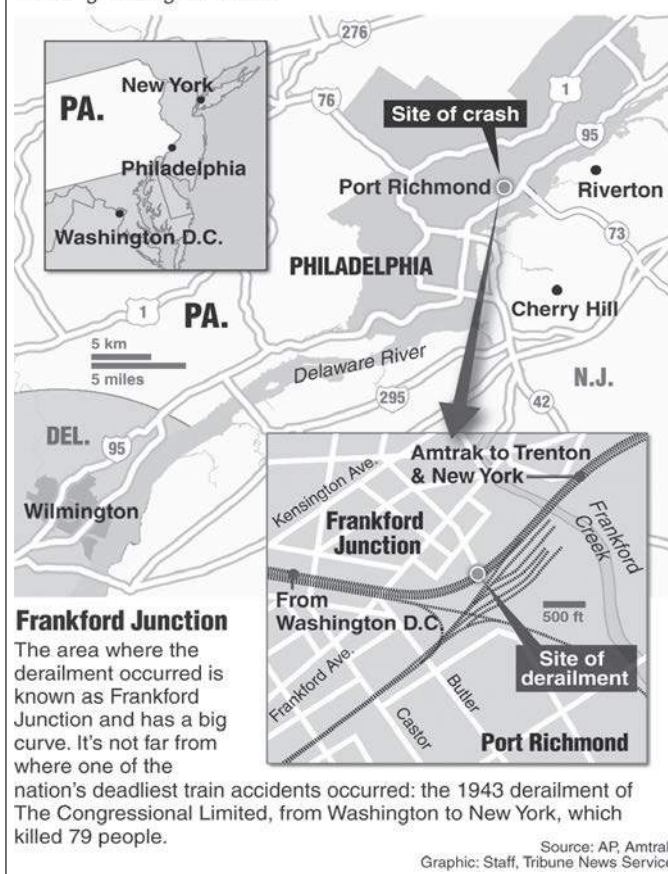 276
New York
PA.
76
1
Site of crash
95
Philadelphia
Port Richmond
Riverton
Washington D.C.
73
PHILADELPHIA
Cherry Hill
1
PA.
5 km
5 miles
Delaware River
N.J.
295
42
DEL.
95
Wilmington
Amtrak to Trenton
& New York
Kensington Ave.
Frankford
Junction
Frankford
Creek
From
Washington D.C.
500 ft
Site of
derailment
Frankford Ave.
Butler
Castor
Port Richmond
Frankford Junction
The area where the
derailment occurred is
known as Frankford
Junction and has a big
curve. It's not far from
where one of the
nation's deadliest train accidents occurred: the 1943 derailment of
The Congressional Limited, from Washington to New York, which
killed 79 people.
Source: AP, Amtrak
Graphic: Staff, Tribune News Service